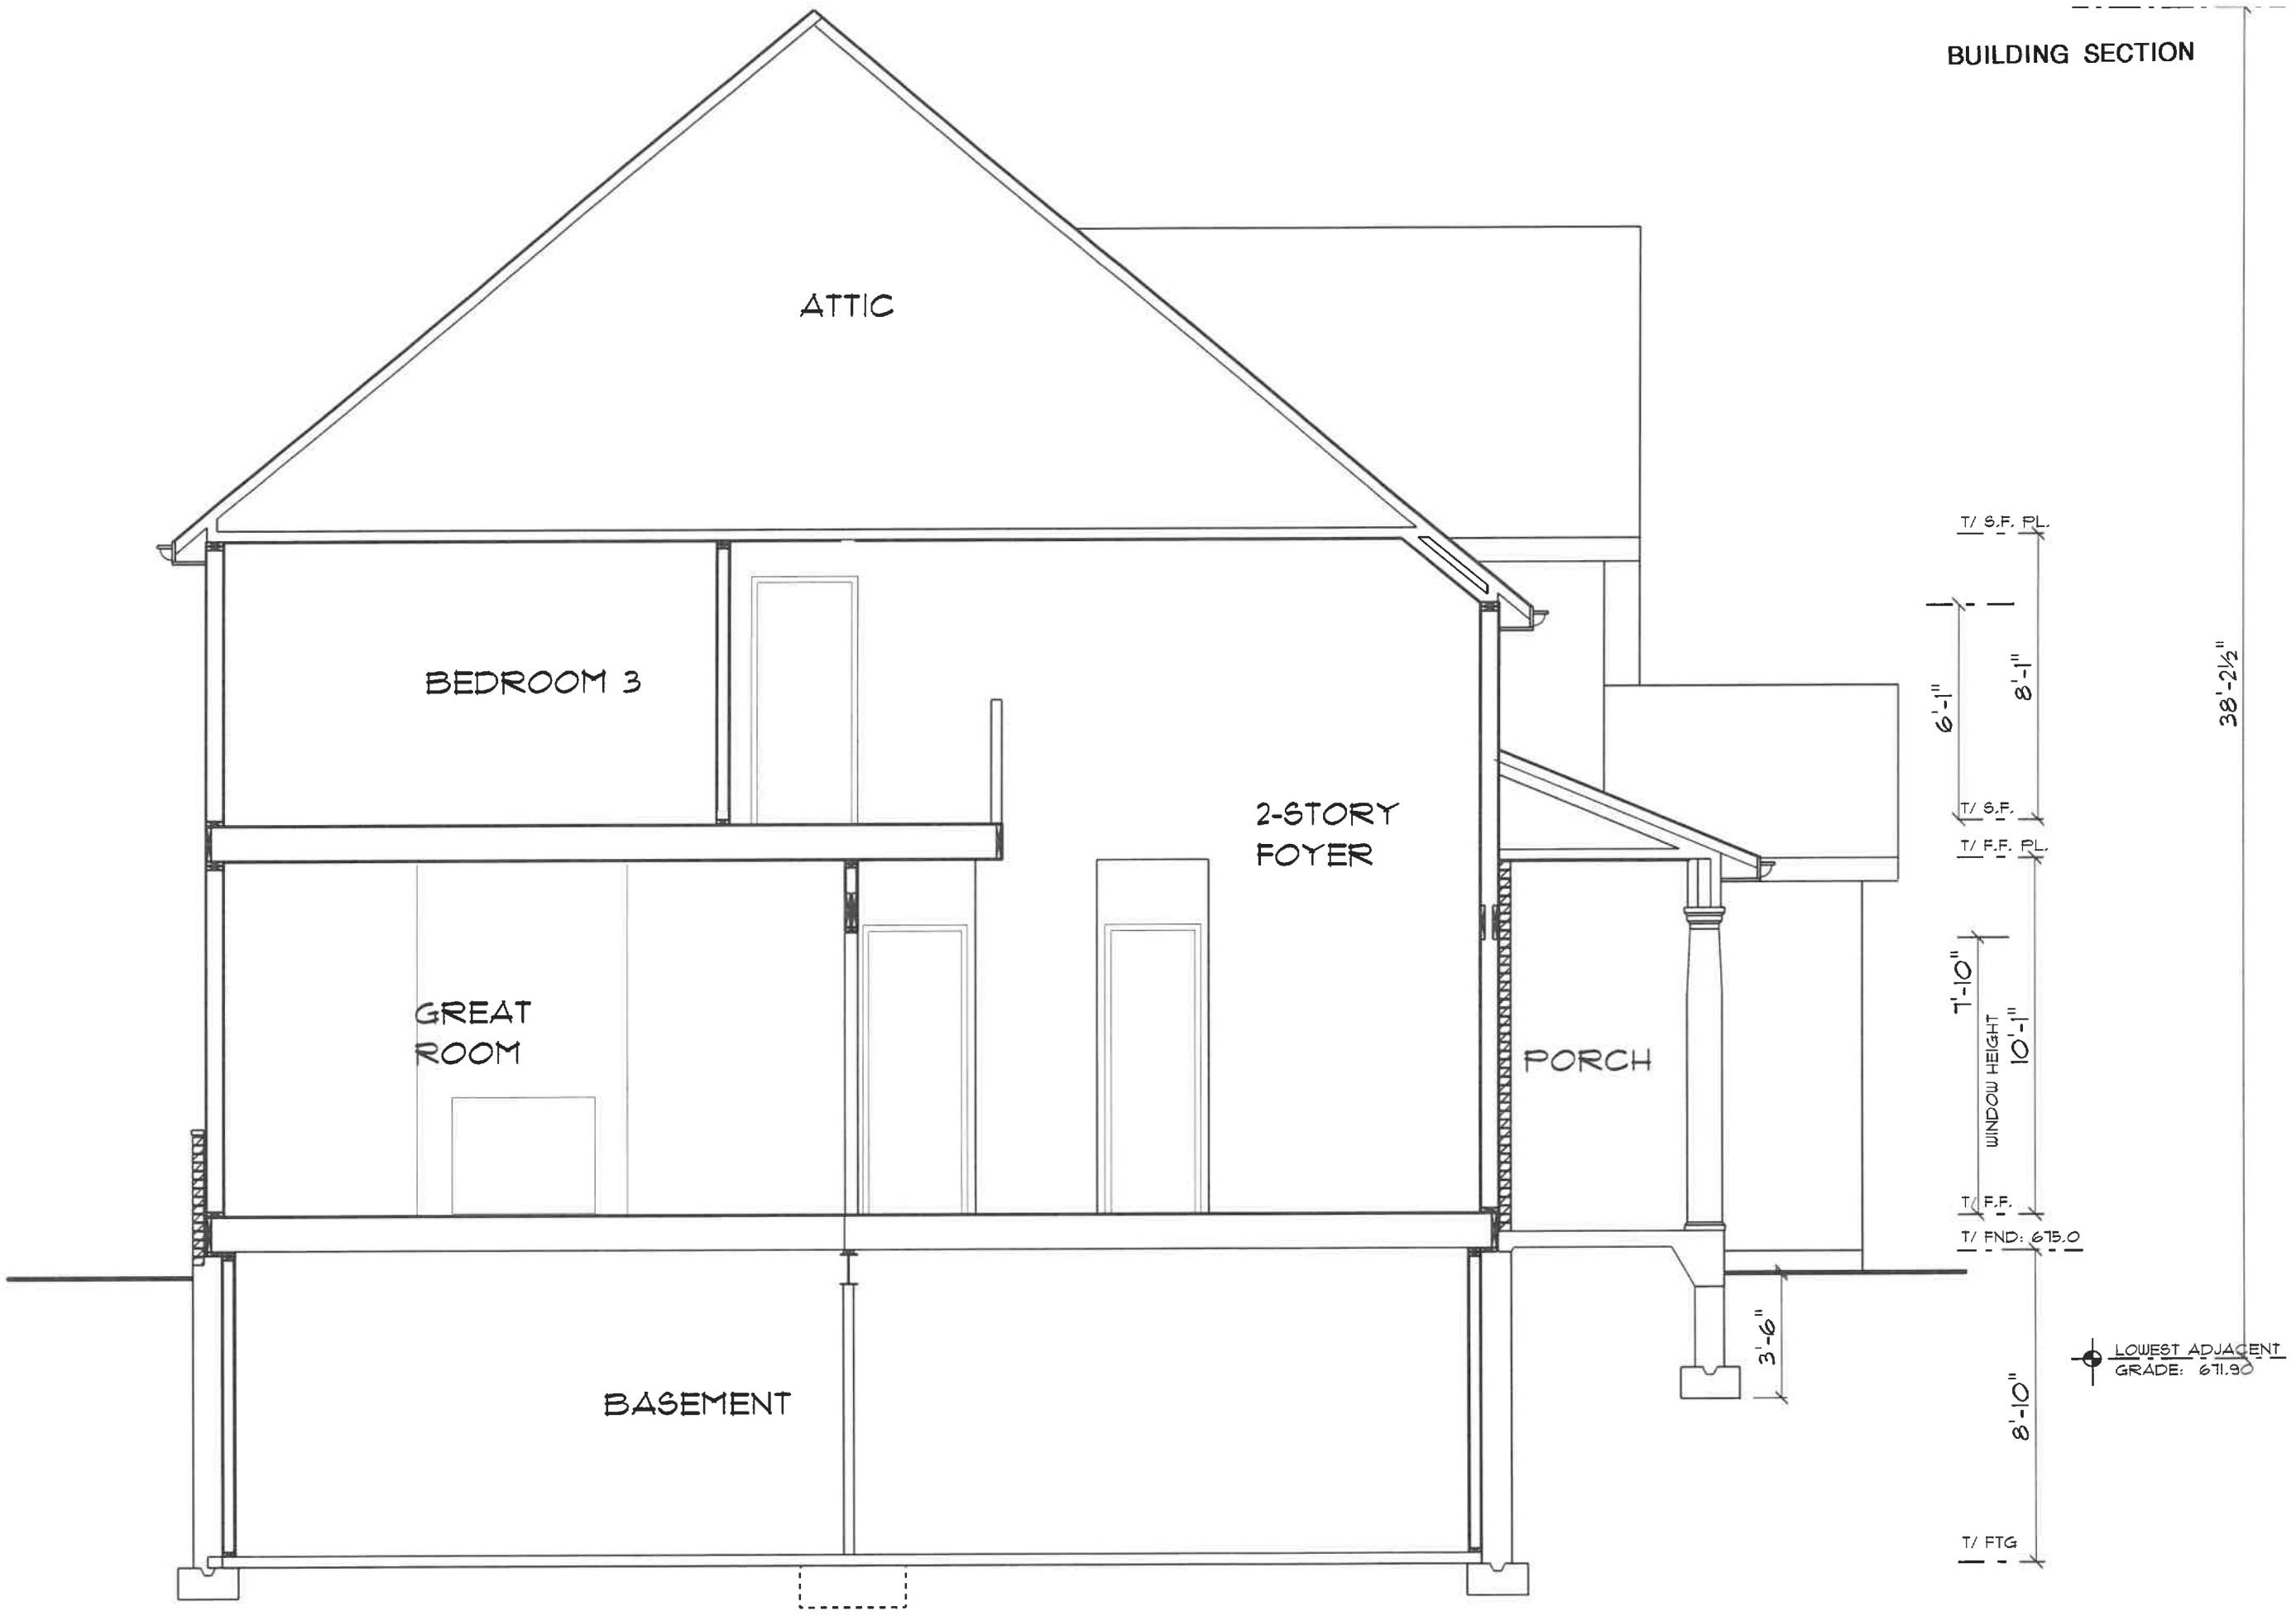 BUILDING SECTION
ATTIC
T/ S.F. PL.
BEDROOM 3
6'-1"
8'-1"
38'-2½"
2-STORY
FOYER
T/ S.F.
T/ F.F. PL.
7'-10"
WINDOW HEIGHT
10'-1"
GREAT
ROOM
PORCH
T/ F.F.
T/ FND: 675.0
3'-6"
LOWEST ADJACENT
GRADE: 671.90
BASEMENT
8'-10"
T/ FTG